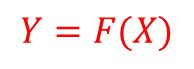 Y = F(X)